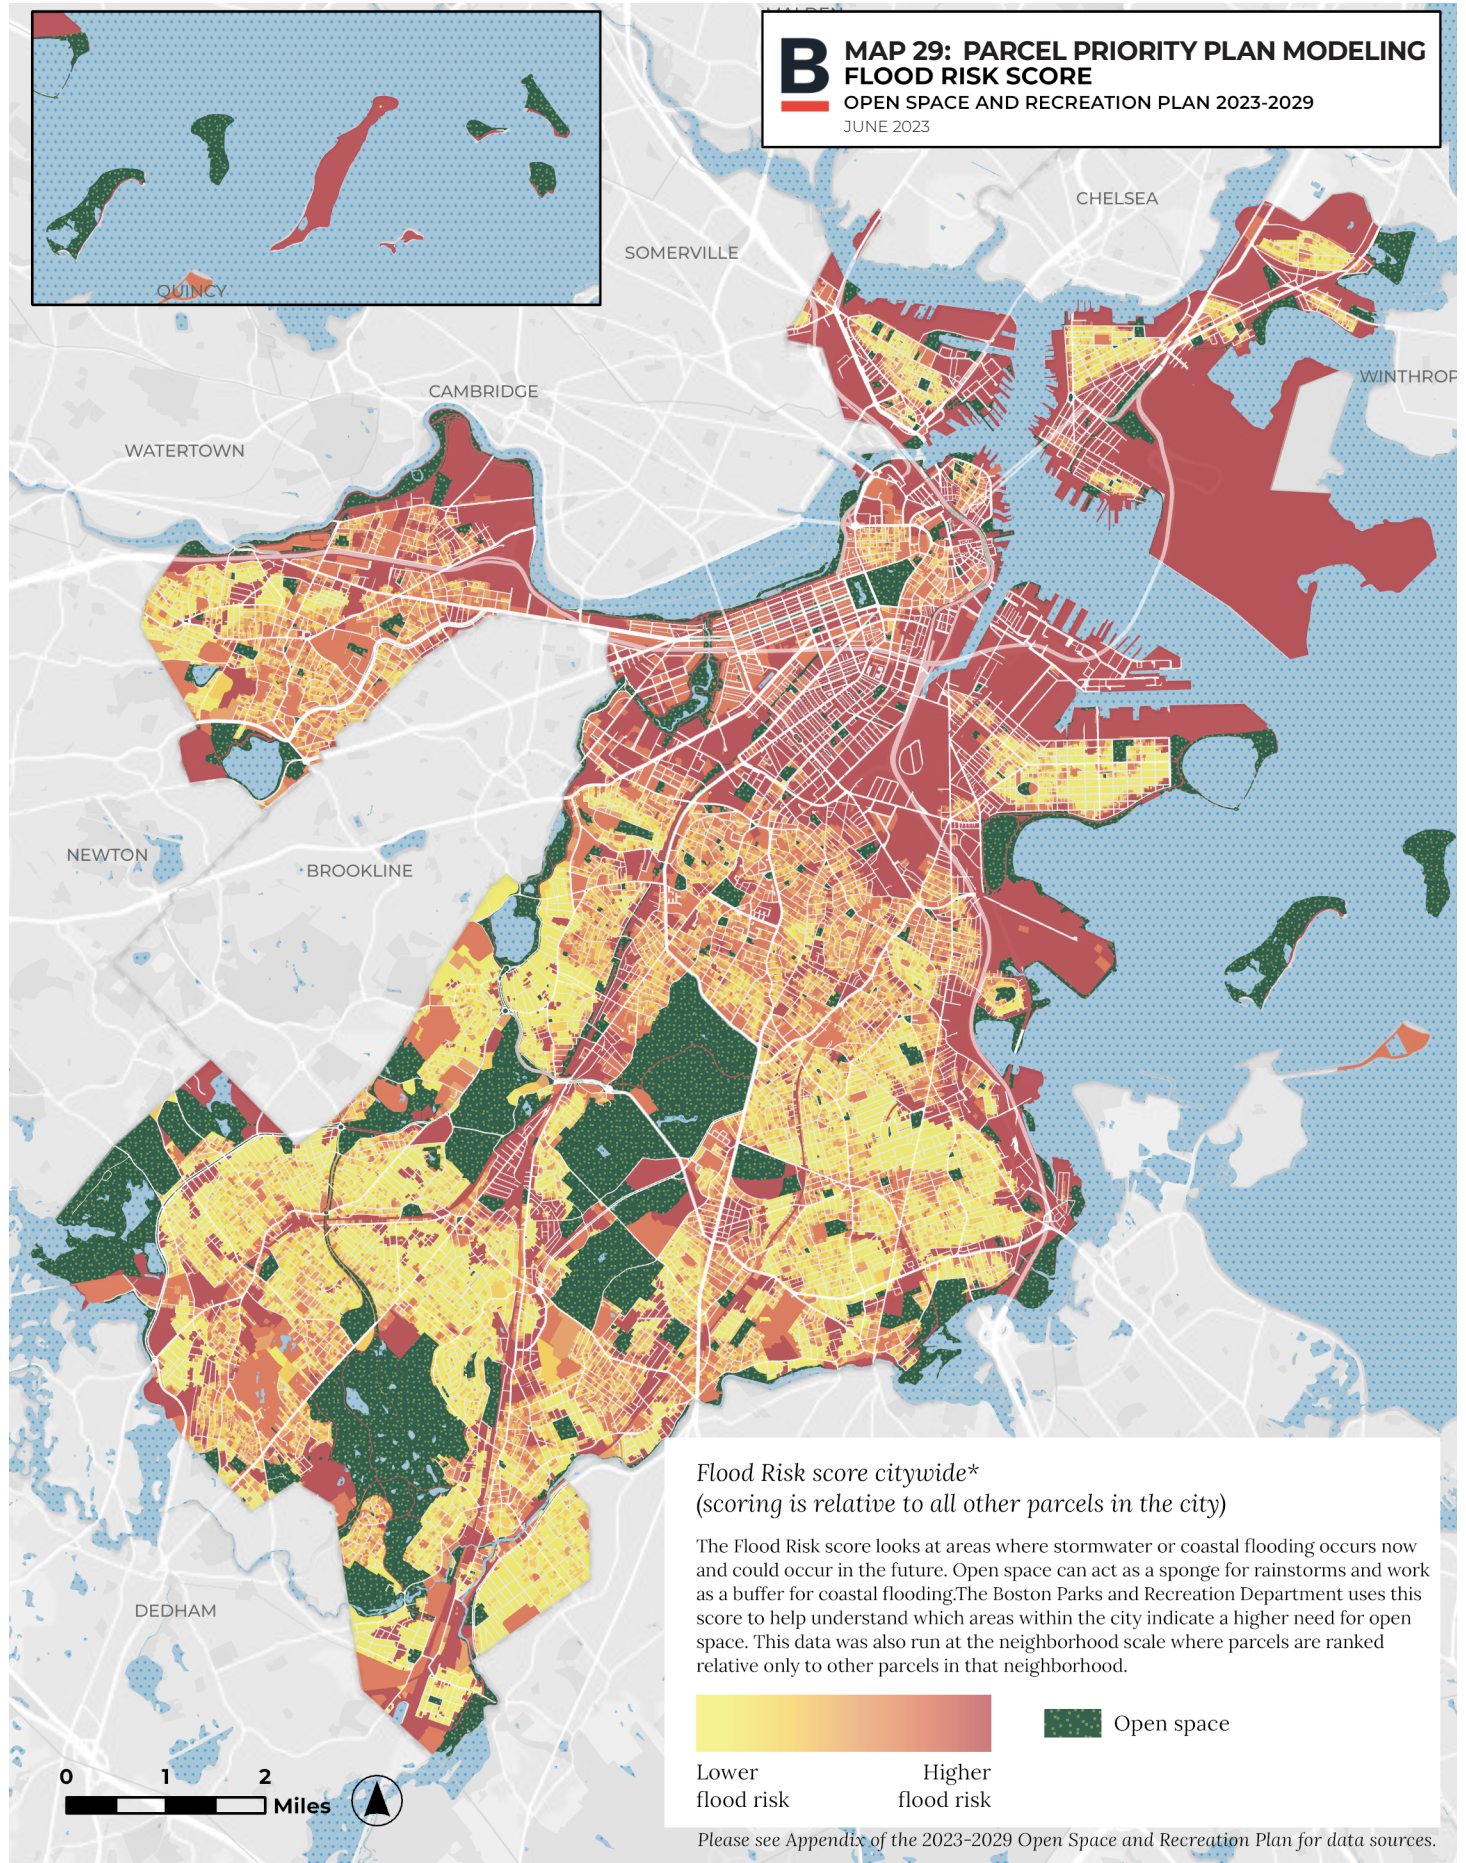 MALDEN
B
MAP 29: PARCEL PRIORITY PLAN MODELING
FLOOD RISK SCORE
OPEN SPACE AND RECREATION PLAN 2023-2029
JUNE 2023
QUINCY
CHELSEA
SOMERVILLE
WINTHROP
CAMBRIDGE
WATERTOWN
NEWTON
BROOKLINE
DEDHAM
Flood Risk score citywide*
(scoring is relative to all other parcels in the city)
The Flood Risk score looks at areas where stormwater or coastal flooding occurs now
and could occur in the future. Open space can act as a sponge for rainstorms and work
as a buffer for coastal flooding.The Boston Parks and Recreation Department uses this
score to help understand which areas within the city indicate a higher need for open
space. This data was also run at the neighborhood scale where parcels are ranked
relative only to other parcels in that neighborhood.
Open space
Lower
flood risk
Higher
flood risk
0 1 2
Miles
Please see Appendix of the 2023-2029 Open Space and Recreation Plan for data sources.